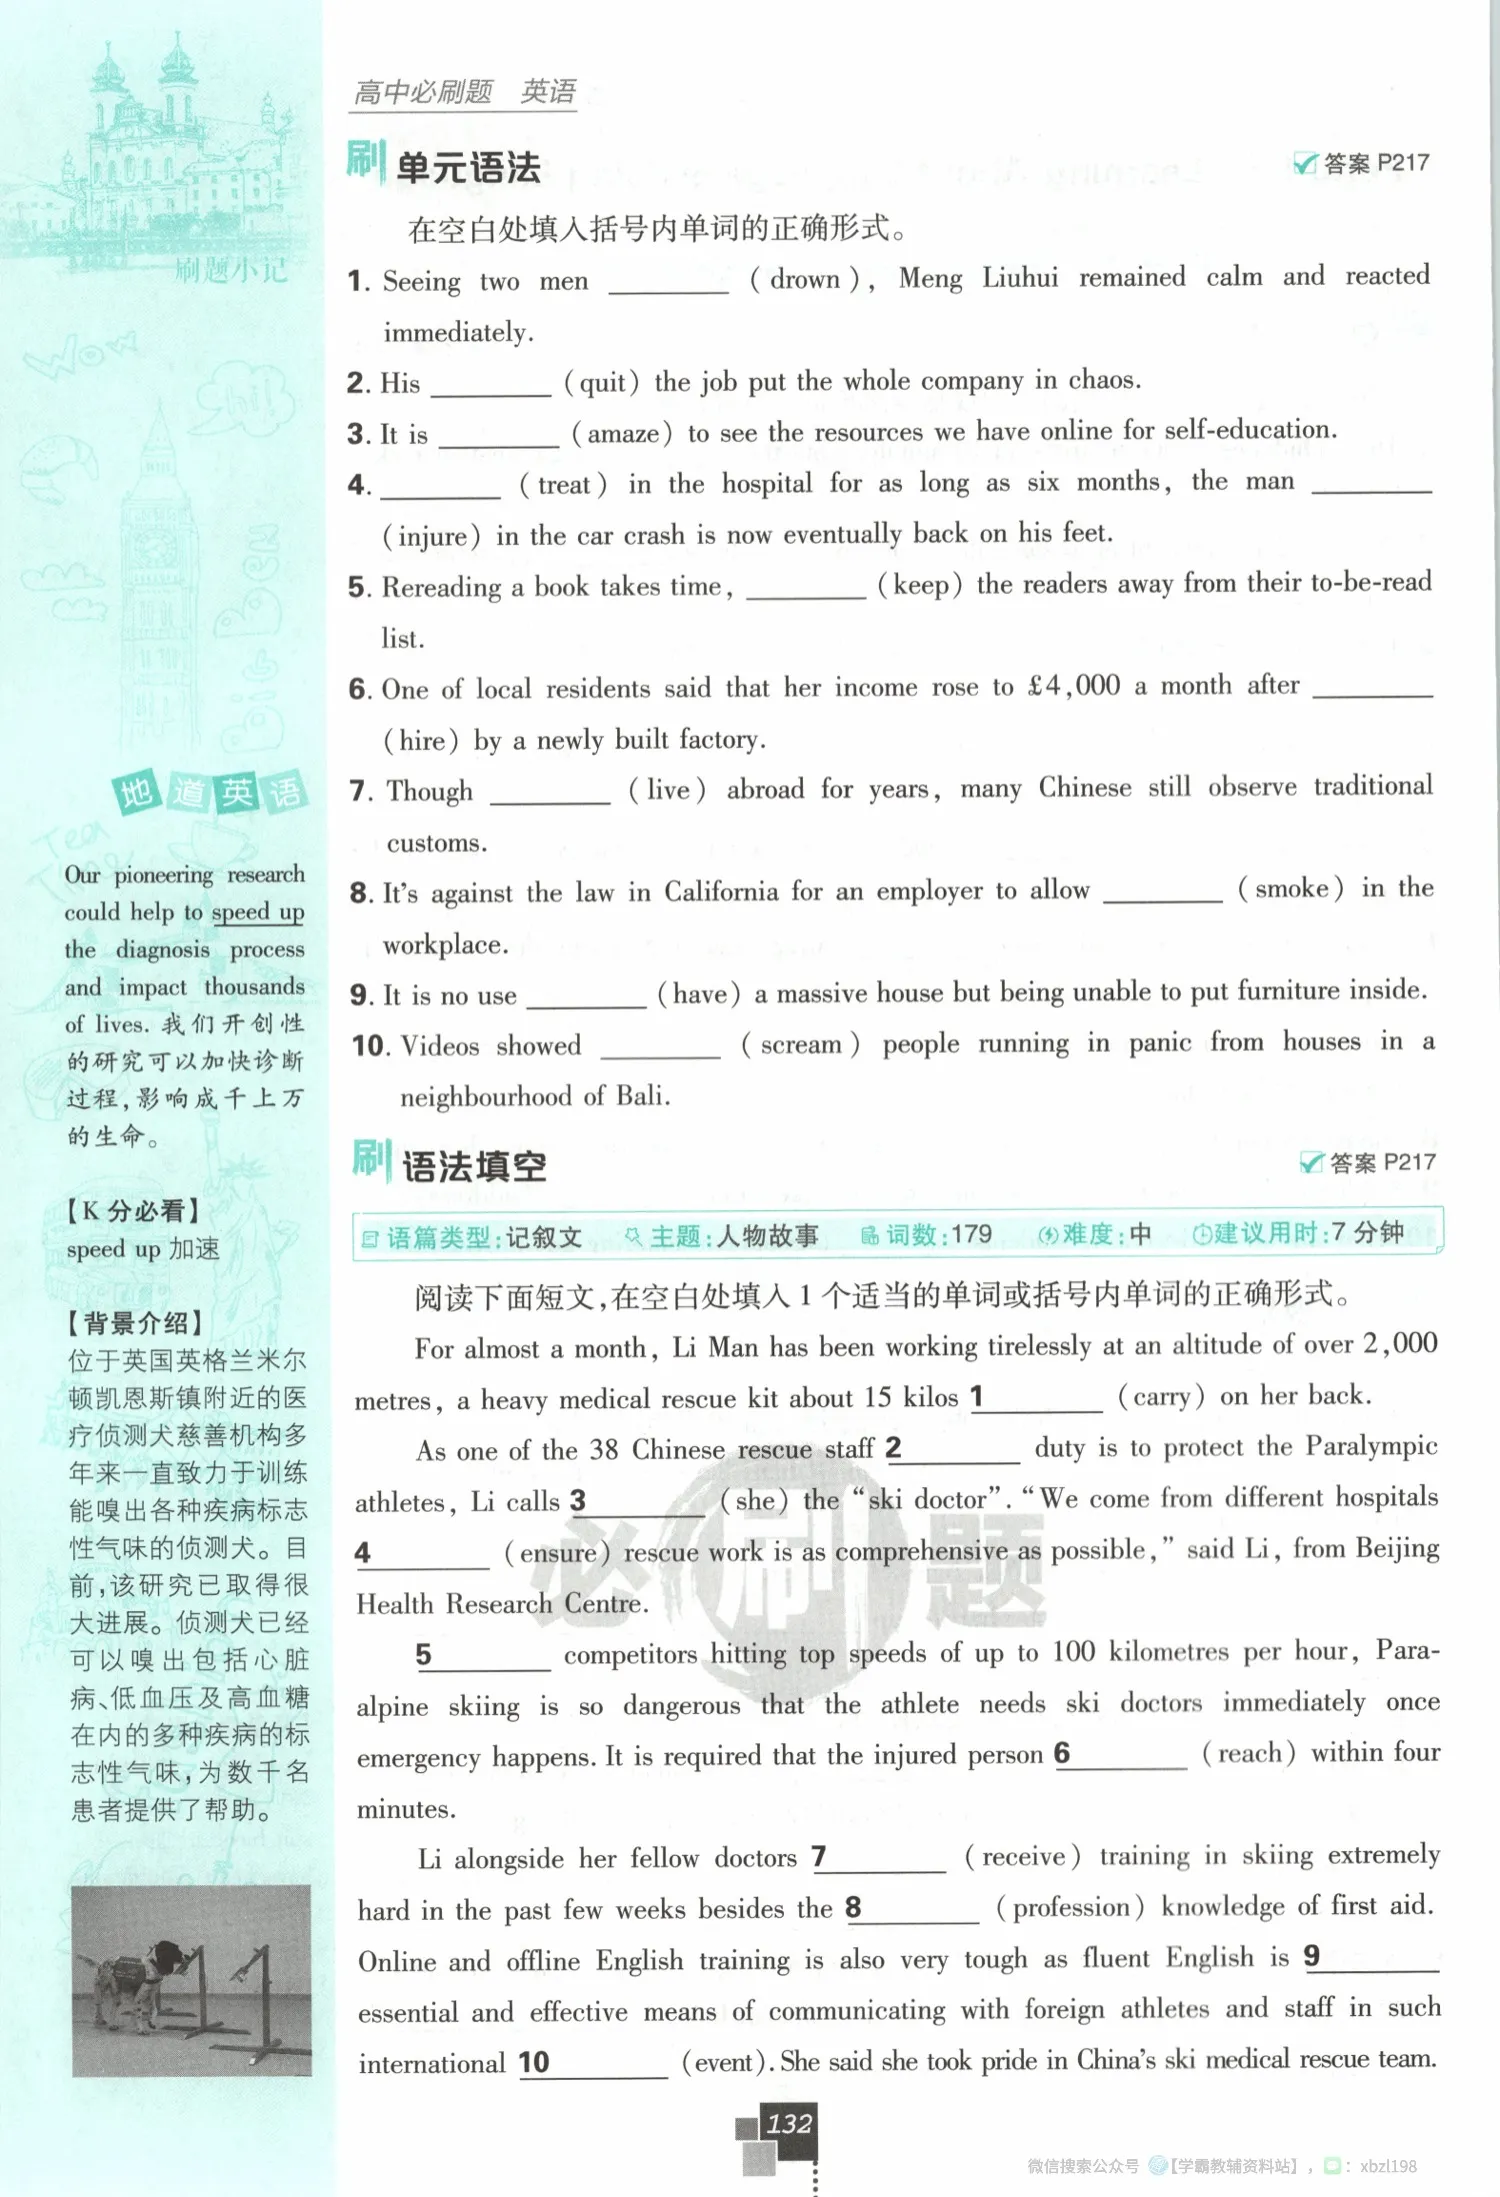 高中必刷题 英语
刷 单元语法
答案 P217
在空白处填入括号内单词的正确形式。
1. Seeing two men ________ (drown), Meng Liuhui remained calm and reacted
immediately.
2. His ________ (quit) the job put the whole company in chaos.
3. It is ________ (amaze) to see the resources we have online for self-education.
4. ________ (treat) in the hospital for as long as six months, the man ________
(injure) in the car crash is now eventually back on his feet.
5. Rereading a book takes time, ________ (keep) the readers away from their to-be-read
list.
6. One of local residents said that her income rose to £4,000 a month after ________
(hire) by a newly built factory.
7. Though ________ (live) abroad for years, many Chinese still observe traditional
customs.
8. It's against the law in California for an employer to allow ________ (smoke) in the
workplace.
9. It is no use ________ (have) a massive house but being unable to put furniture inside.
10. Videos showed ________ (scream) people running in panic from houses in a
neighbourhood of Bali.
刷 语法填空
答案 P217
语篇类型:记叙文 主题:人物故事 词数:179 难度:中 建议用时:7 分钟
阅读下面短文,在空白处填入 1 个适当的单词或括号内单词的正确形式。
For almost a month, Li Man has been working tirelessly at an altitude of over 2,000
metres, a heavy medical rescue kit about 15 kilos 1________ (carry) on her back.
As one of the 38 Chinese rescue staff 2________ duty is to protect the Paralympic
athletes, Li calls 3________ (she) the “ski doctor”. “We come from different hospitals
4________ (ensure) rescue work is as comprehensive as possible,” said Li, from Beijing
Health Research Centre.
5________ competitors hitting top speeds of up to 100 kilometres per hour, Para-
alpine skiing is so dangerous that the athlete needs ski doctors immediately once
emergency happens. It is required that the injured person 6________ (reach) within four
minutes.
Li alongside her fellow doctors 7________ (receive) training in skiing extremely
hard in the past few weeks besides the 8________ (profession) knowledge of first aid.
Online and offline English training is also very tough as fluent English is 9________
essential and effective means of communicating with foreign athletes and staff in such
international 10________ (event). She said she took pride in China's ski medical rescue team.
必刷题
132
刷题小记
Wow
Hi!
Big Ben
地道英语
Our pioneering research
could help to speed up
the diagnosis process
and impact thousands
of lives. 我们开创性
的研究可以加快诊断
过程,影响成千上万
的生命。
【K 分必看】
speed up 加速
【背景介绍】
位于英国英格兰米尔
顿凯恩斯镇附近的医
疗侦测犬慈善机构多
年来一直致力于训练
能嗅出各种疾病标志
性气味的侦测犬。目
前,该研究已取得很
大进展。侦测犬已经
可以嗅出包括心脏
病、低血压及高血糖
在内的多种疾病的标
志性气味,为数千名
患者提供了帮助。
微信搜索公众号 【学霸教辅资料站】, : xbzl198